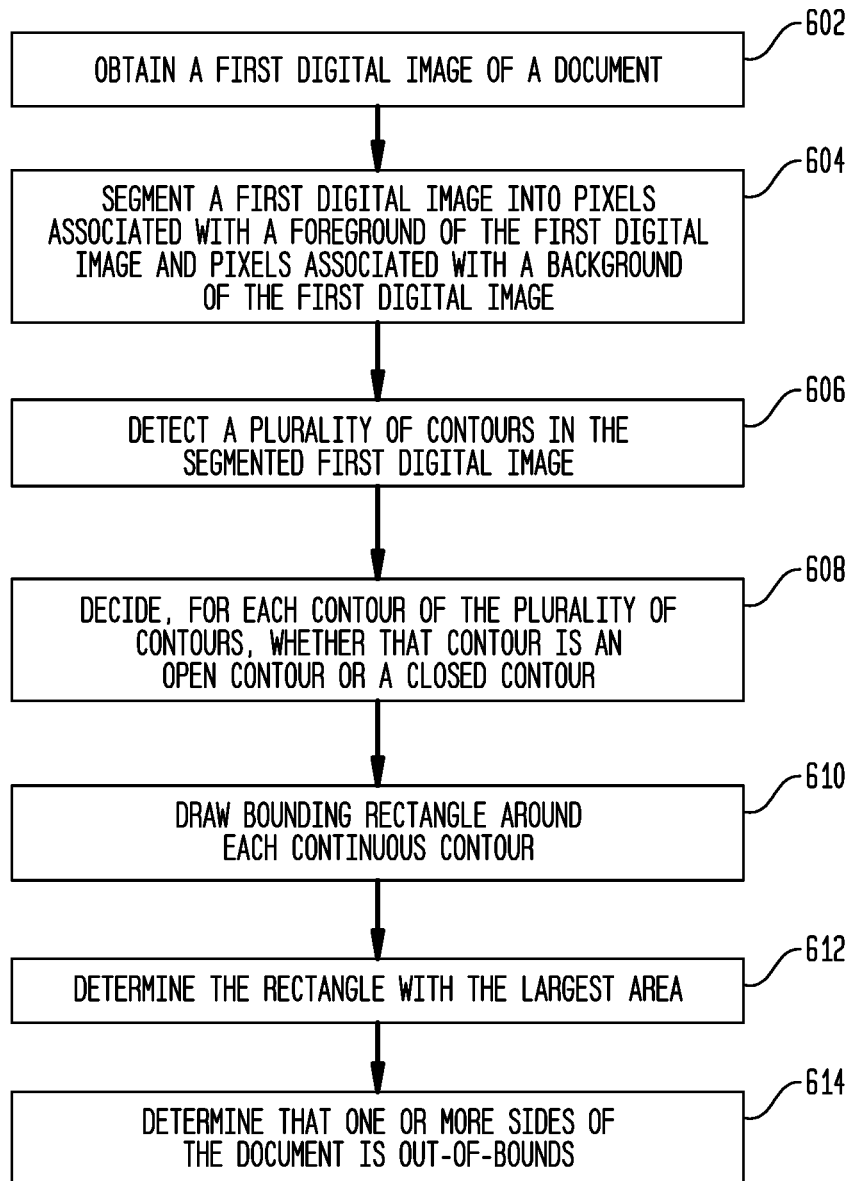 602
OBTAIN A FIRST DIGITAL IMAGE OF A DOCUMENT
604
SEGMENT A FIRST DIGITAL IMAGE INTO PIXELS
ASSOCIATED WITH A FOREGROUND OF THE FIRST DIGITAL
IMAGE AND PIXELS ASSOCIATED WITH A BACKGROUND
OF THE FIRST DIGITAL IMAGE
606
DETECT A PLURALITY OF CONTOURS IN THE
SEGMENTED FIRST DIGITAL IMAGE
608
DECIDE, FOR EACH CONTOUR OF THE PLURALITY OF
CONTOURS, WHETHER THAT CONTOUR IS AN
OPEN CONTOUR OR A CLOSED CONTOUR
610
DRAW BOUNDING RECTANGLE AROUND
EACH CONTINUOUS CONTOUR
612
DETERMINE THE RECTANGLE WITH THE LARGEST AREA
614
DETERMINE THAT ONE OR MORE SIDES OF
THE DOCUMENT IS OUT-OF-BOUNDS